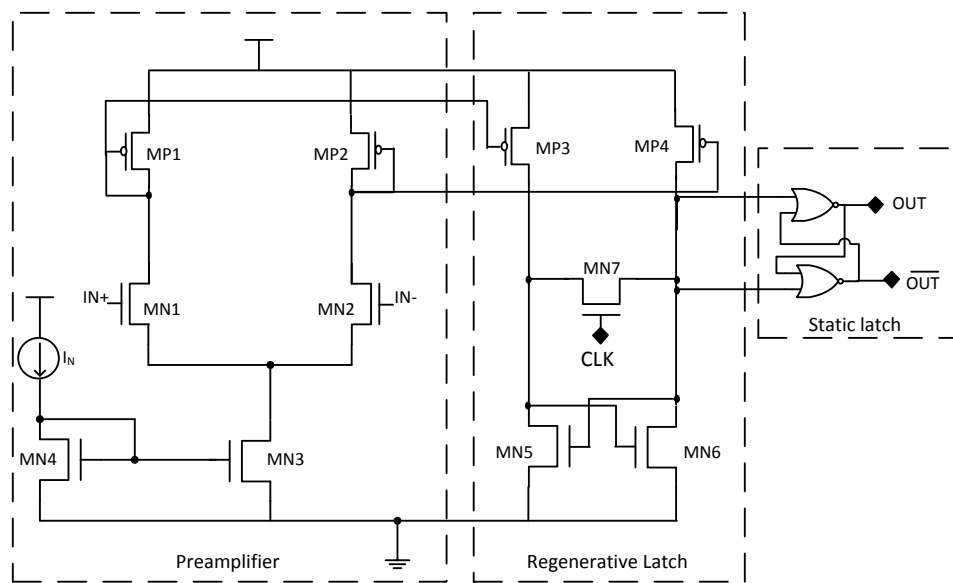 MP1
MP2
MP3
MP4
MN7
CLK
IN+
MN1
MN2
IN-
I_N
MN4
MN3
MN5
MN6
OUT
O̅U̅T̅
Static latch
Preamplifier
Regenerative Latch